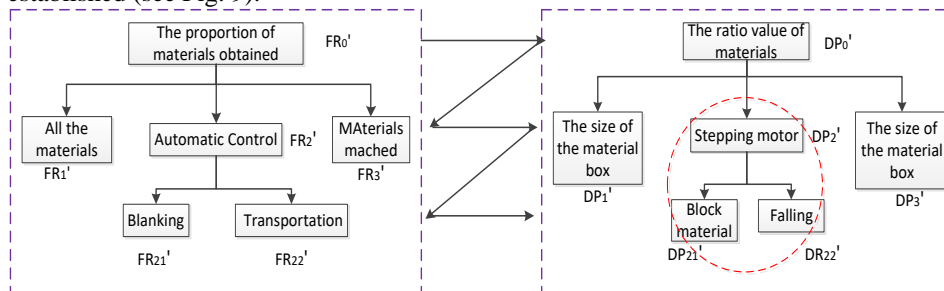 established (see Fig. 9).
The proportion of
materials obtained
FR0'
All the
materials
FR1'
Automatic Control
FR2'
MAterials
mached
FR3'
Blanking
FR21'
Transportation
FR22'
The ratio value of
materials
DP0'
The size of
the material
box
DP1'
Stepping motor
DP2'
The size of
the material
box
DP3'
Block
material
DP21'
Falling
DR22'